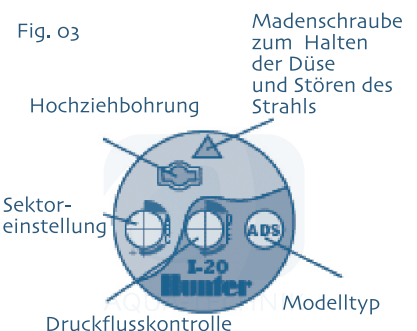 Fig. 03
Madenschraube
zum Halten
der Düse
und Stören des
Strahls
Hochziehbohrung
Sektor-
einstellung
ADS
I-20
Hunter
Modelltyp
Druckflusskontrolle